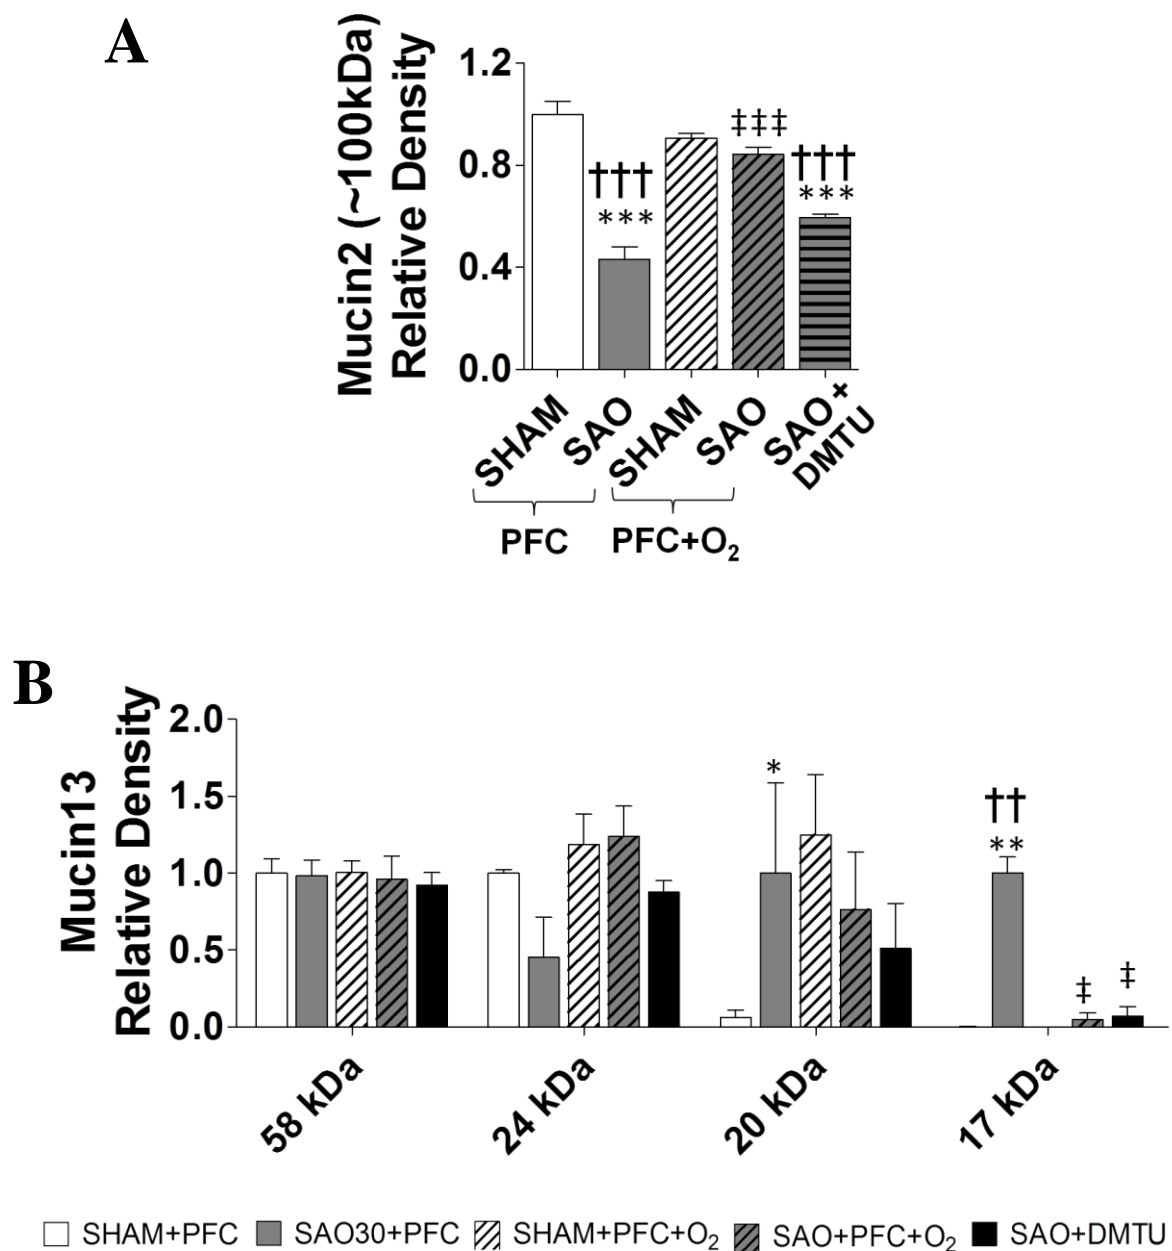 A
Mucin2 (~100kDa)
Relative Density
1.2
0.8
0.4
0.0
†††
***
‡‡‡
†††
***
SHAM
SAO
SHAM
SAO
SAO+
DMTU
PFC
PFC+O₂
B
Mucin13
Relative Density
2.0
1.5
1.0
0.5
0.0
*
††
**
‡
‡
58 kDa
24 kDa
20 kDa
17 kDa
SHAM+PFC SAO30+PFC SHAM+PFC+O₂ SAO+PFC+O₂ SAO+DMTU